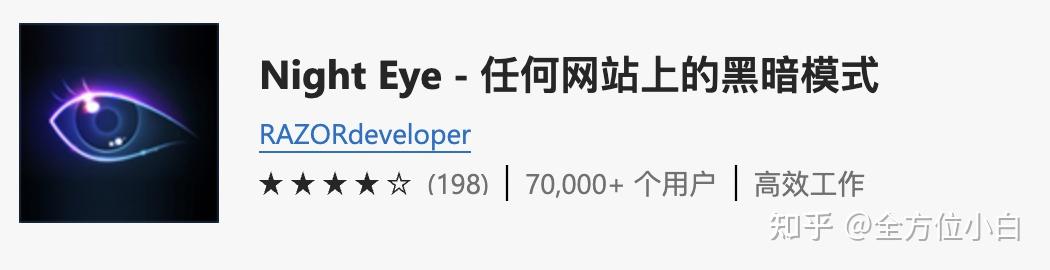 Night Eye - 任何网站上的黑暗模式
RAZORdeveloper
★★★★☆ (198) | 70,000+ 个用户 | 高效工作
知乎 @全方位小白